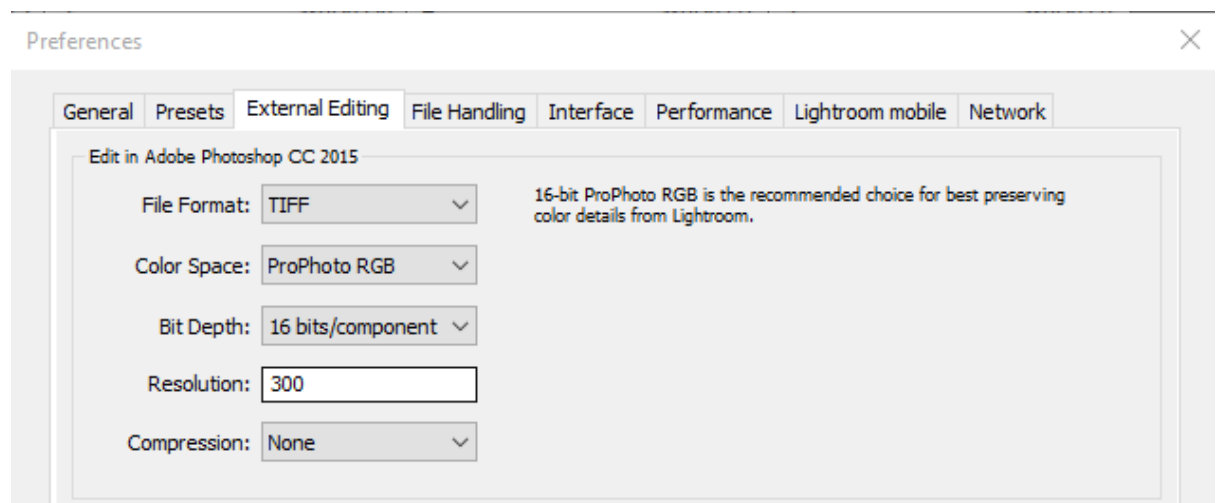 Preferences
General Presets External Editing File Handling Interface Performance Lightroom mobile Network
Edit in Adobe Photoshop CC 2015
File Format: TIFF
16-bit ProPhoto RGB is the recommended choice for best preserving
color details from Lightroom.
Color Space: ProPhoto RGB
Bit Depth: 16 bits/component
Resolution: 300
Compression: None